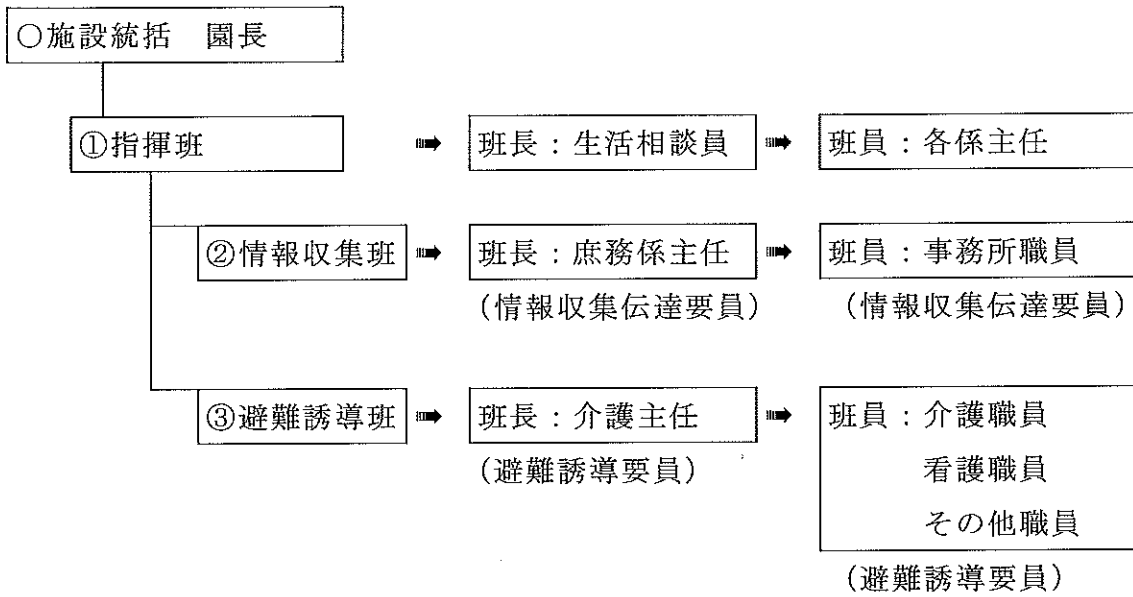 ○施設統括　園長
①指揮班
班長：生活相談員
班員：各係主任
②情報収集班
班長：庶務係主任
班員：事務所職員
（情報収集伝達要員）
（情報収集伝達要員）
③避難誘導班
班長：介護主任
班員：介護職員
（避難誘導要員）
看護職員
その他職員
（避難誘導要員）